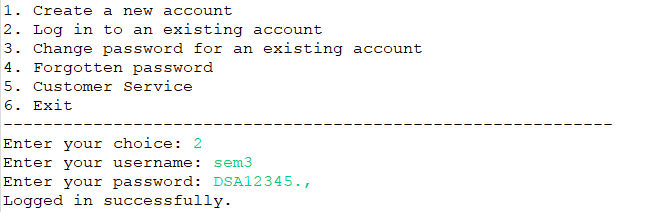 1. Create a new account
2. Log in to an existing account
3. Change password for an existing account
4. Forgotten password
5. Customer Service
6. Exit
-------------------------------------------------------------
Enter your choice: 2
Enter your username: sem3
Enter your password: DSA12345.,
Logged in successfully.